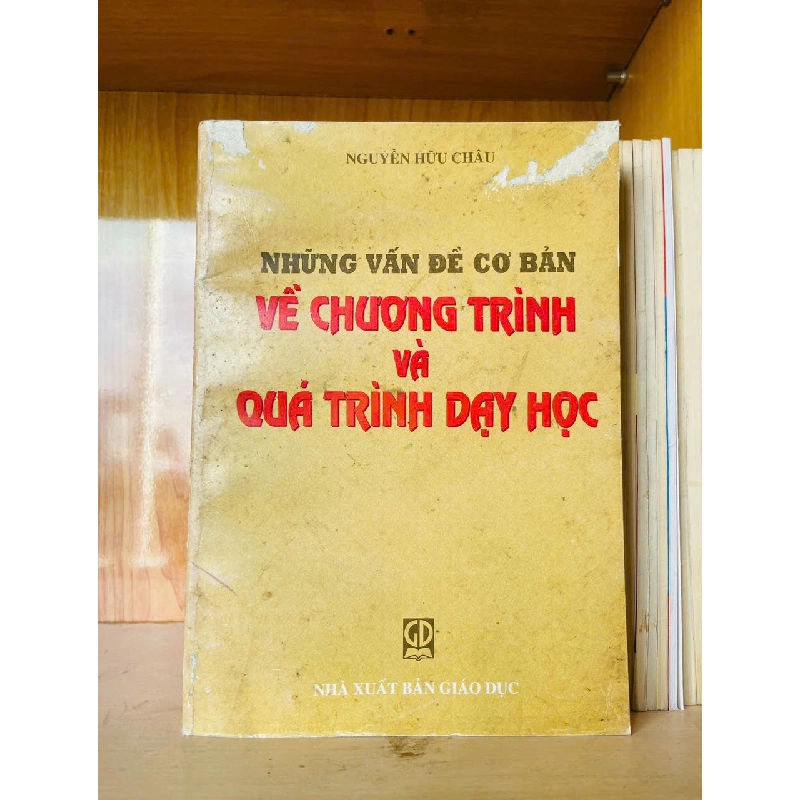 NGUYỄN HỮU CHÂU
NHỮNG VẤN ĐỀ CƠ BẢN
VỀ CHƯƠNG TRÌNH
VÀ
QUÁ TRÌNH DẠY HỌC
GD
NHÀ XUẤT BẢN GIÁO DỤC